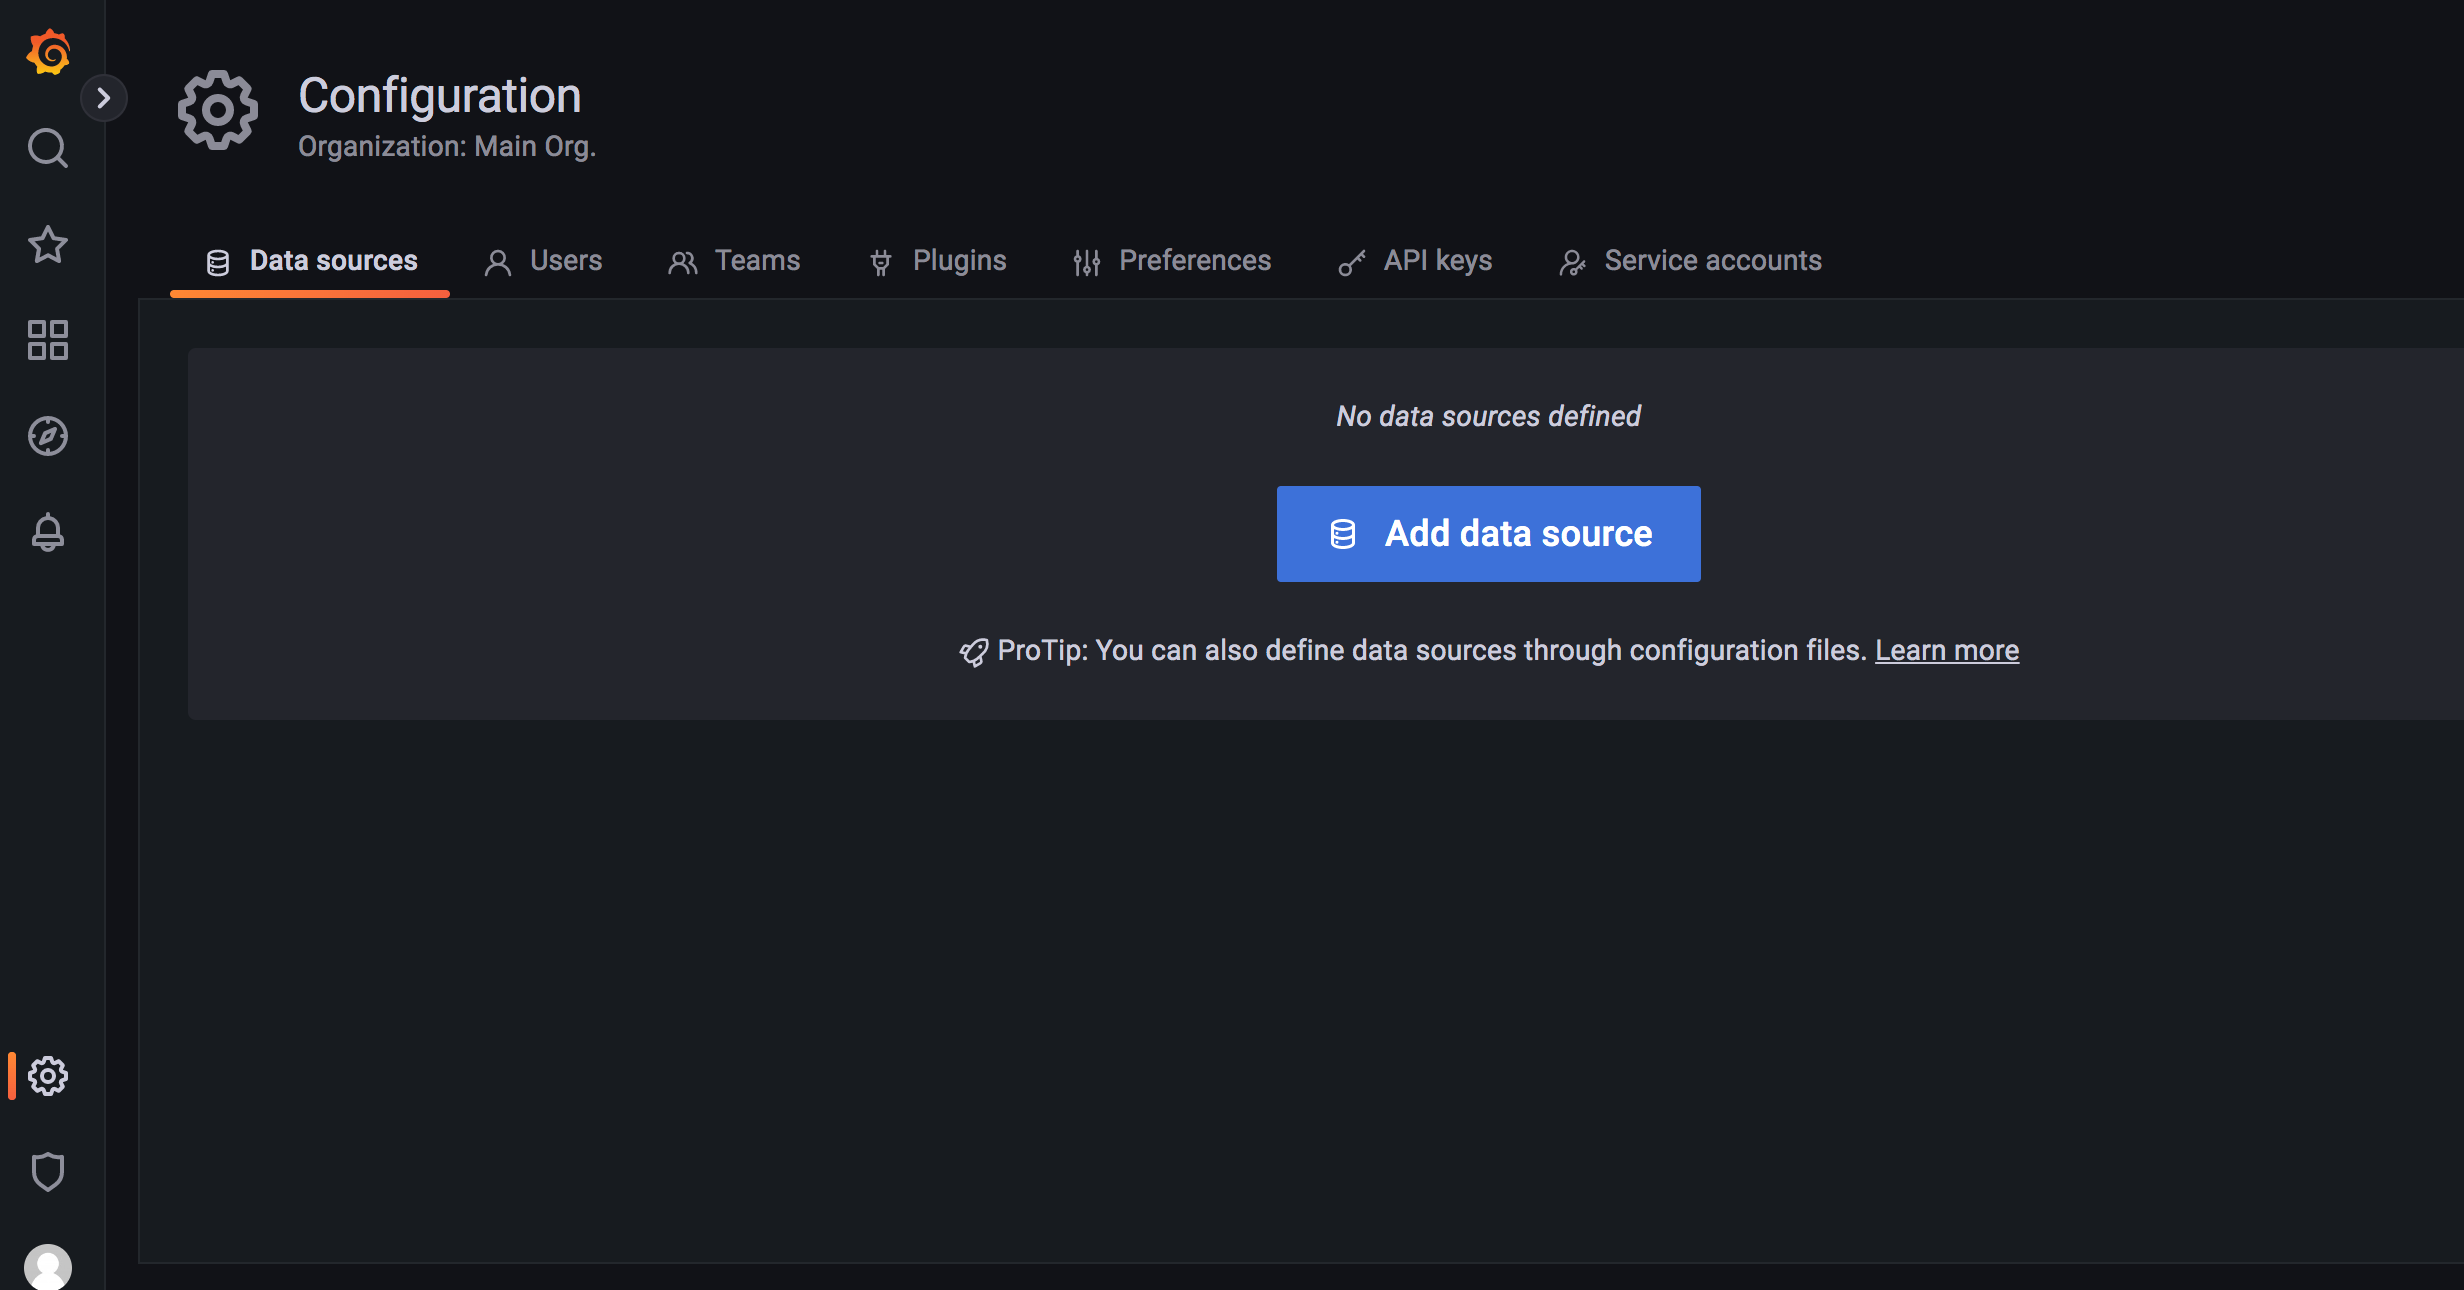 Configuration
Organization: Main Org.
Data sources
Users
Teams
Plugins
Preferences
API keys
Service accounts
No data sources defined
Add data source
ProTip: You can also define data sources through configuration files. Learn more